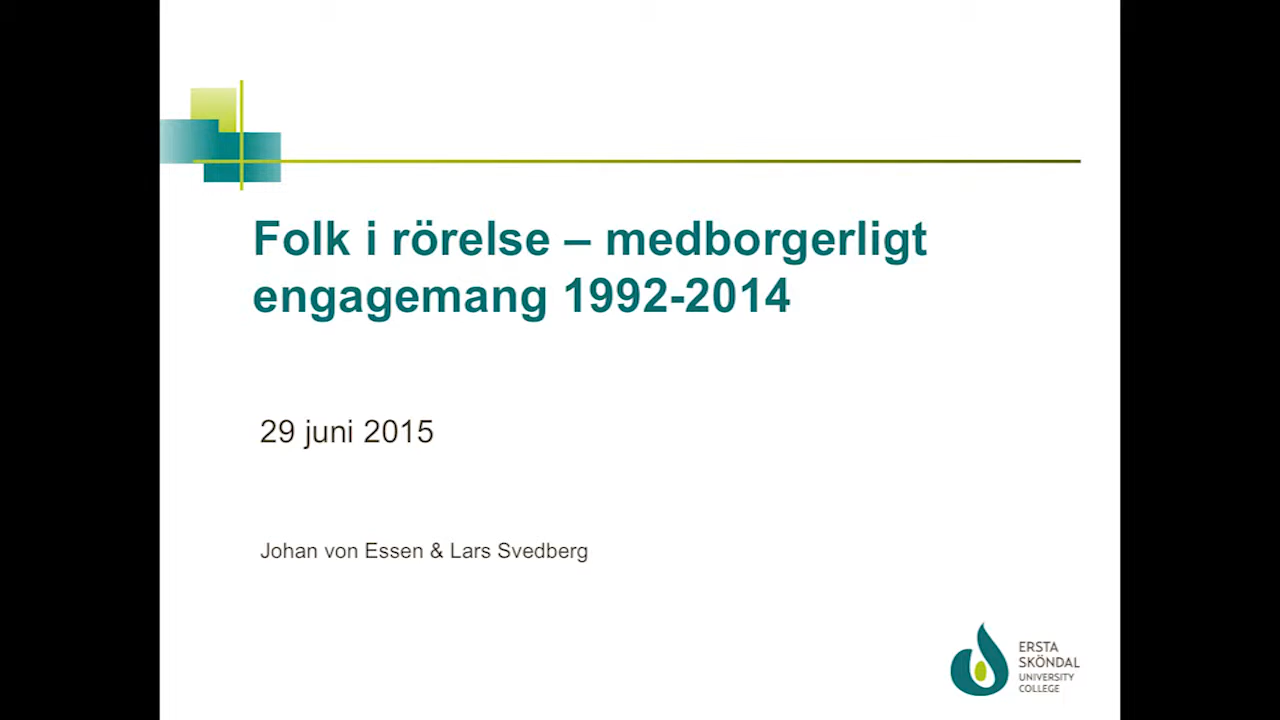 Folk i rörelse – medborgerligt
engagemang 1992-2014
29 juni 2015
Johan von Essen & Lars Svedberg
ERSTA
SKÖNDAL
UNIVERSITY
COLLEGE